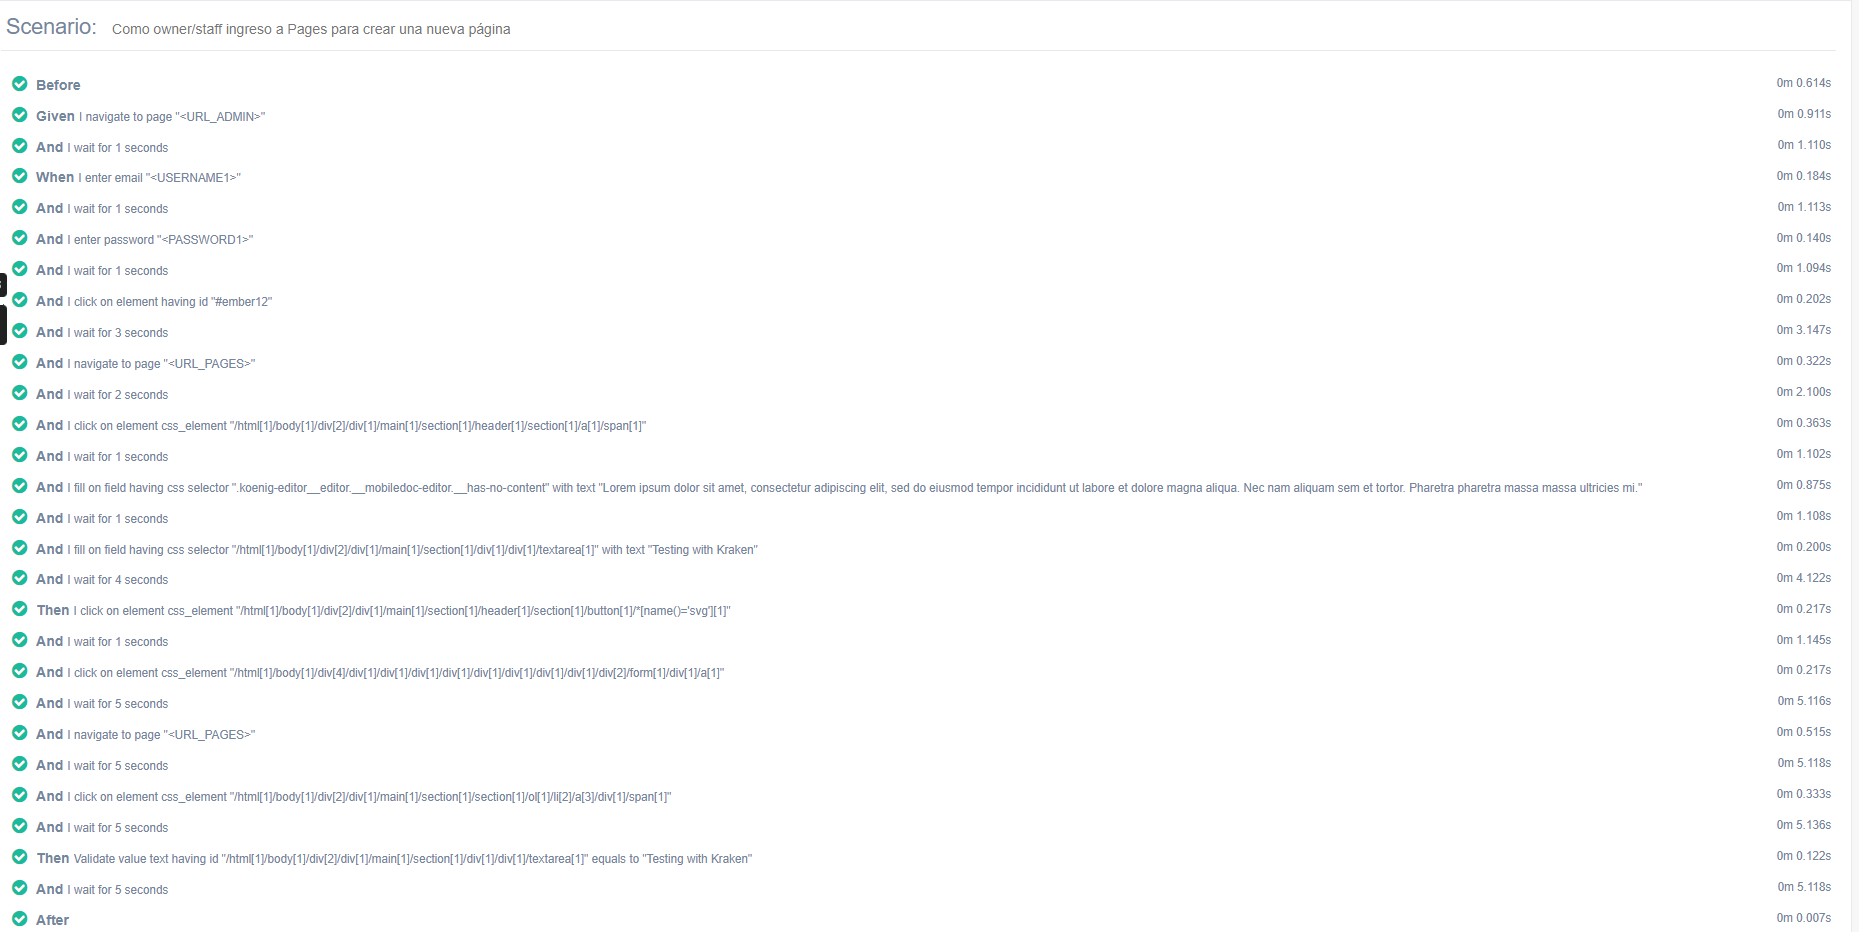 Scenario: Como owner/staff ingreso a Pages para crear una nueva página
Before 0m 0.614s
Given I navigate to page "<URL_ADMIN>" 0m 0.911s
And I wait for 1 seconds 0m 1.110s
When I enter email "<USERNAME1>" 0m 0.184s
And I wait for 1 seconds 0m 1.113s
And I enter password "<PASSWORD1>" 0m 0.140s
And I wait for 1 seconds 0m 1.094s
And I click on element having id "#ember12" 0m 0.202s
And I wait for 3 seconds 0m 3.147s
And I navigate to page "<URL_PAGES>" 0m 0.322s
And I wait for 2 seconds 0m 2.100s
And I click on element css_element "/html[1]/body[1]/div[2]/div[1]/main[1]/section[1]/header[1]/section[1]/a[1]/span[1]" 0m 0.363s
And I wait for 1 seconds 0m 1.102s
And I fill on field having css selector ".koenig-editor__editor.__mobiledoc-editor.__has-no-content" with text "Lorem ipsum dolor sit amet, consectetur adipiscing elit, sed do eiusmod tempor incididunt ut labore et dolore magna aliqua. Nec nam aliquam sem et tortor. Pharetra pharetra massa massa ultricies mi." 0m 0.875s
And I wait for 1 seconds 0m 1.108s
And I fill on field having css selector "/html[1]/body[1]/div[2]/div[1]/main[1]/section[1]/div[1]/div[1]/textarea[1]" with text "Testing with Kraken" 0m 0.200s
And I wait for 4 seconds 0m 4.122s
Then I click on element css_element "/html[1]/body[1]/div[2]/div[1]/main[1]/section[1]/header[1]/section[1]/button[1]/*[name()='svg'][1]" 0m 0.217s
And I wait for 1 seconds 0m 1.145s
And I click on element css_element "/html[1]/body[1]/div[4]/div[1]/div[1]/div[1]/div[1]/div[1]/div[1]/div[1]/div[1]/div[2]/form[1]/div[1]/a[1]" 0m 0.217s
And I wait for 5 seconds 0m 5.116s
And I navigate to page "<URL_PAGES>" 0m 0.515s
And I wait for 5 seconds 0m 5.118s
And I click on element css_element "/html[1]/body[1]/div[2]/div[1]/main[1]/section[1]/section[1]/ol[1]/li[2]/a[3]/div[1]/span[1]" 0m 0.333s
And I wait for 5 seconds 0m 5.136s
Then Validate value text having id "/html[1]/body[1]/div[2]/div[1]/main[1]/section[1]/div[1]/div[1]/textarea[1]" equals to "Testing with Kraken" 0m 0.122s
And I wait for 5 seconds 0m 5.118s
After 0m 0.007s